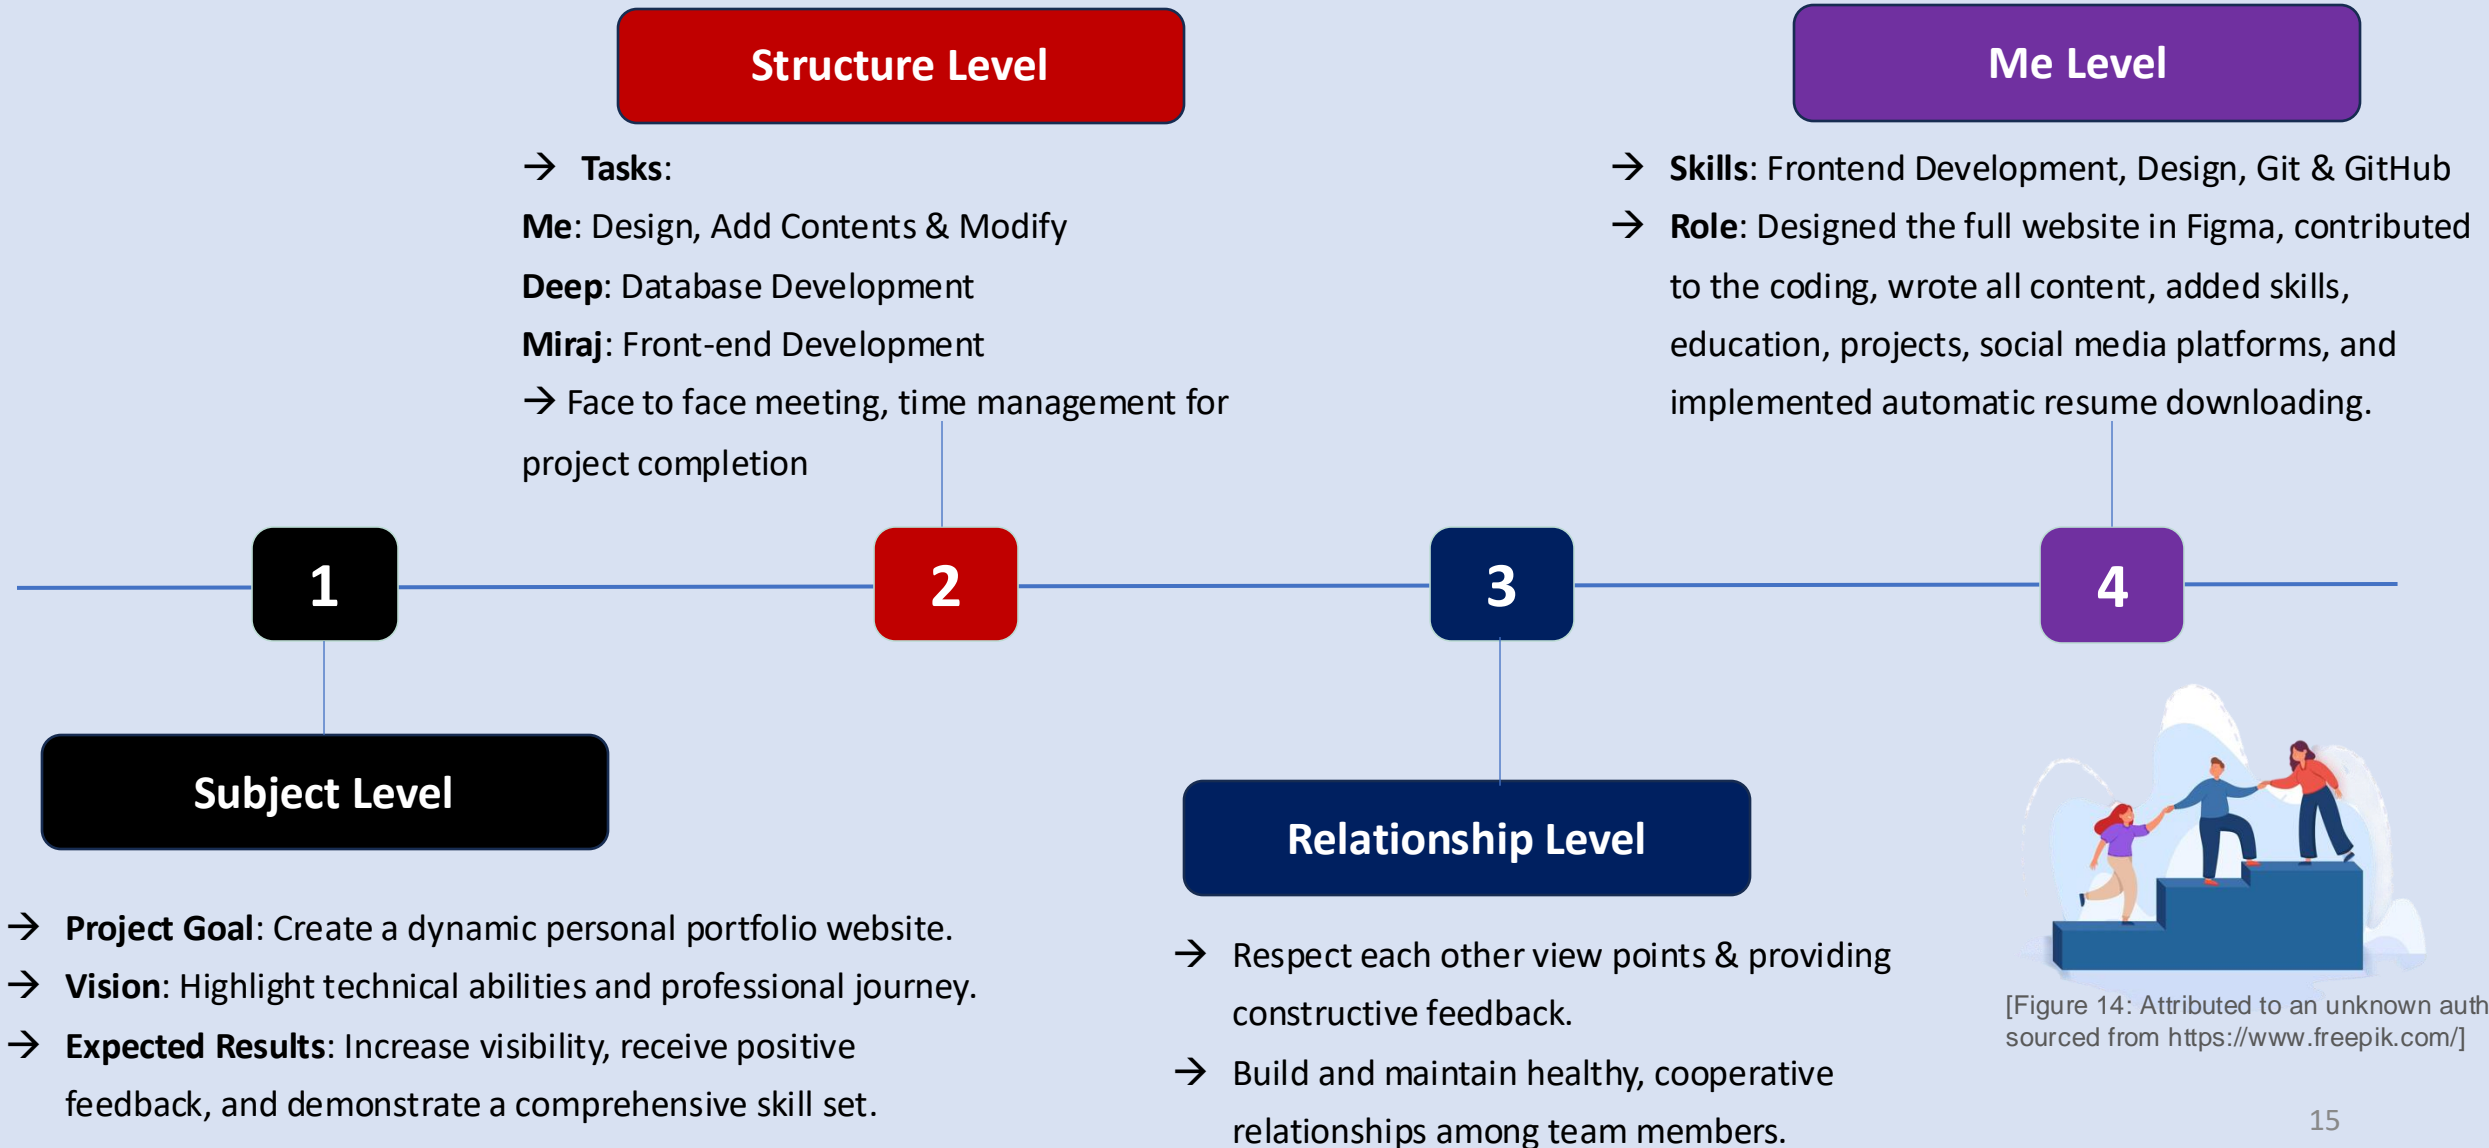 Structure Level
→ Tasks:
Me: Design, Add Contents & Modify
Deep: Database Development
Miraj: Front-end Development
→ Face to face meeting, time management for
project completion
Me Level
→ Skills: Frontend Development, Design, Git & GitHub
→ Role: Designed the full website in Figma, contributed
to the coding, wrote all content, added skills,
education, projects, social media platforms, and
implemented automatic resume downloading.
1
2
3
4
Subject Level
→ Project Goal: Create a dynamic personal portfolio website.
→ Vision: Highlight technical abilities and professional journey.
→ Expected Results: Increase visibility, receive positive
feedback, and demonstrate a comprehensive skill set.
Relationship Level
→ Respect each other view points & providing
constructive feedback.
→ Build and maintain healthy, cooperative
relationships among team members.
[Figure 14: Attributed to an unknown auth
sourced from https://www.freepik.com/]
15